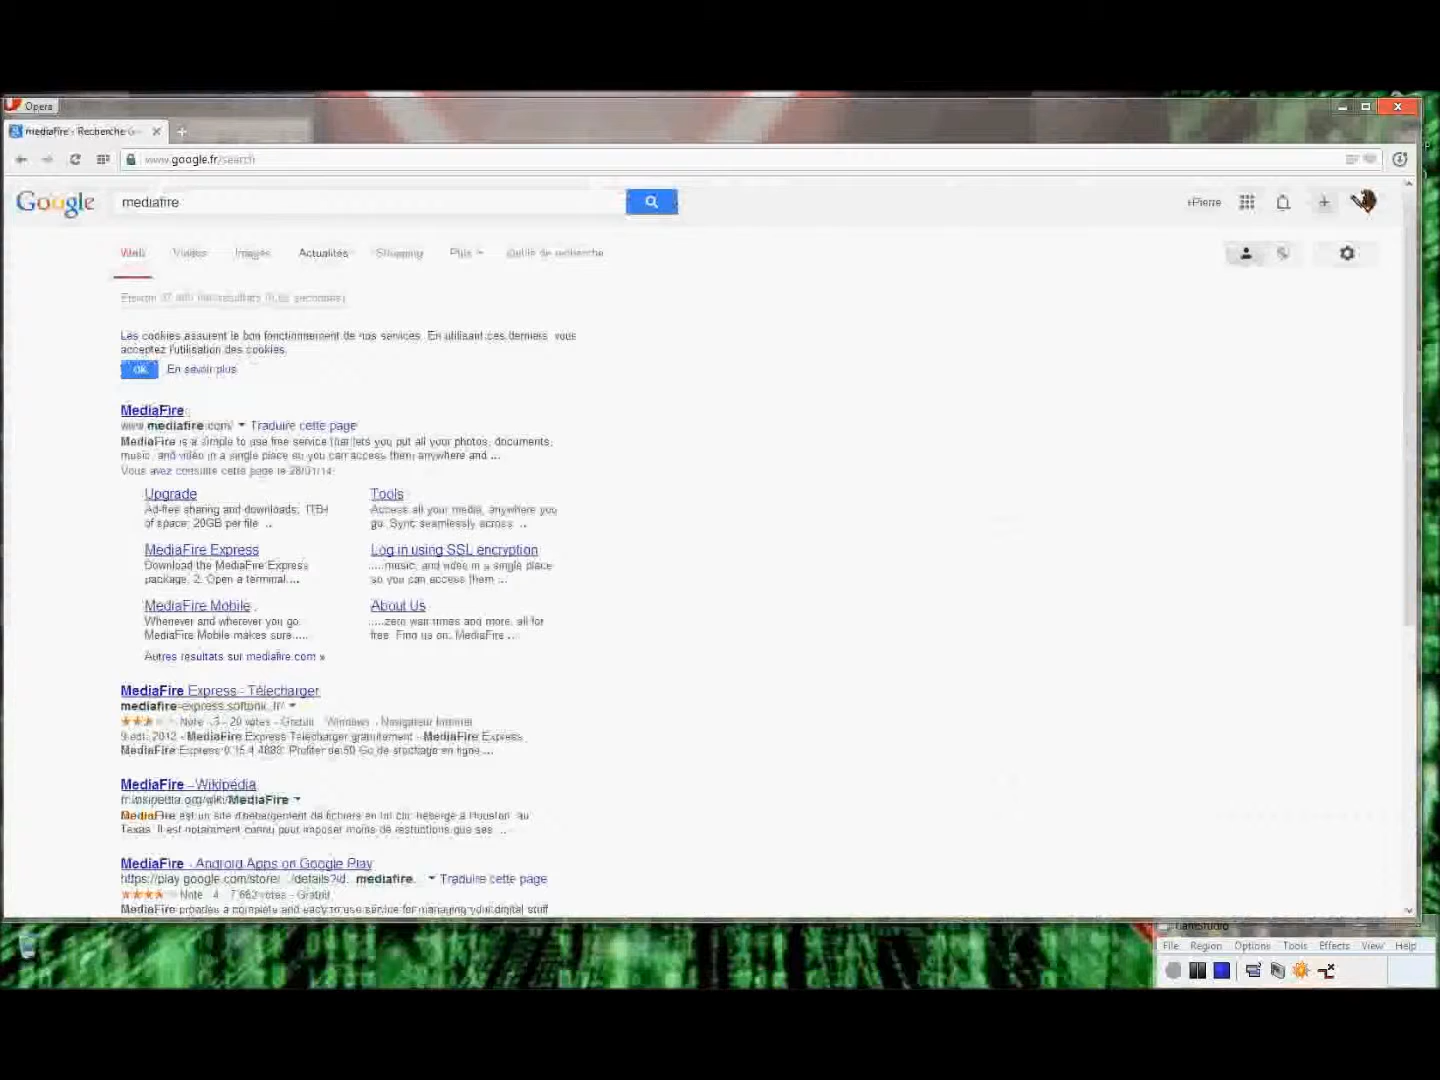 Opera
mediafire - Recherche G
www.google.fr/search
Google
mediafire
+Pierre
Web Vidéos Images Actualités Shopping Plus Outils de recherche
Environ
Les cookies assurent le bon fonctionnement de nos services. En utilisant ces derniers, vous
acceptez l'utilisation des cookies.
OK En savoir plus
MediaFire
www.mediafire.com/ Traduire cette page
MediaFire is a simple to use free service that lets you put all your photos, documents,
music, and video in a single place so you can access them anywhere and ...
Vous avez consulté cette page le 28/01/14.
Upgrade
Ad-free sharing and downloads; 1TB
of space; 20GB per file ...
Tools
Access all your media, anywhere you
go. Sync seamlessly across ...
MediaFire Express
Download the MediaFire Express
package. 2. Open a terminal ...
Log in using SSL encryption
... music, and video in a single place
so you can access them ...
MediaFire Mobile
Whenever and wherever you go.
MediaFire Mobile makes sure ...
About Us
... zero wait times and more, all for
free. Find us on. MediaFire ...
Autres résultats sur mediafire.com »
MediaFire Express - Télécharger
mediafire-express.softonic.fr/
Note : 3 - 20 votes - Gratuit - Windows - Navigateur Internet
2012 - MediaFire Express Télécharger gratuitement - MediaFire Express
MediaFire Express 0.15.4.4888: Profiter de 50 Go de stockage en ligne ...
MediaFire - Wikipédia
fr.wikipedia.org/wiki/MediaFire
MediaFire est un site d'hébergement de fichiers en un clic hébergé à Houston, au
Texas. Il est notamment connu pour imposer moins de restrictions que ses ...
MediaFire - Android Apps on Google Play
https://play.google.com/store/.../details?id...mediafire... Traduire cette page
Note : 4 - 7 662 votes - Gratuit
MediaFire provides a complete and easy to use service for managing your digital stuff
CamStudio
File Region Options Tools Effects View Help